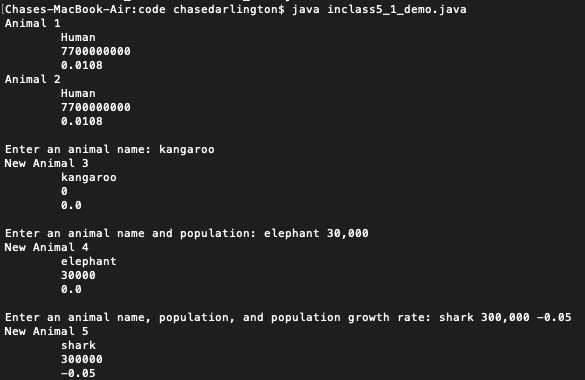 [Chases-MacBook-Air:code chasedarlington$ java inclass5_1_demo.java
Animal 1
Human
7700000000
0.0108
Animal 2
Human
7700000000
0.0108
Enter an animal name: kangaroo
New Animal 3
kangaroo
0
0.0
Enter an animal name and population: elephant 30,000
New Animal 4
elephant
30000
0.0
Enter an animal name, population, and population growth rate: shark 300,000 -0.05
New Animal 5
shark
300000
-0.05